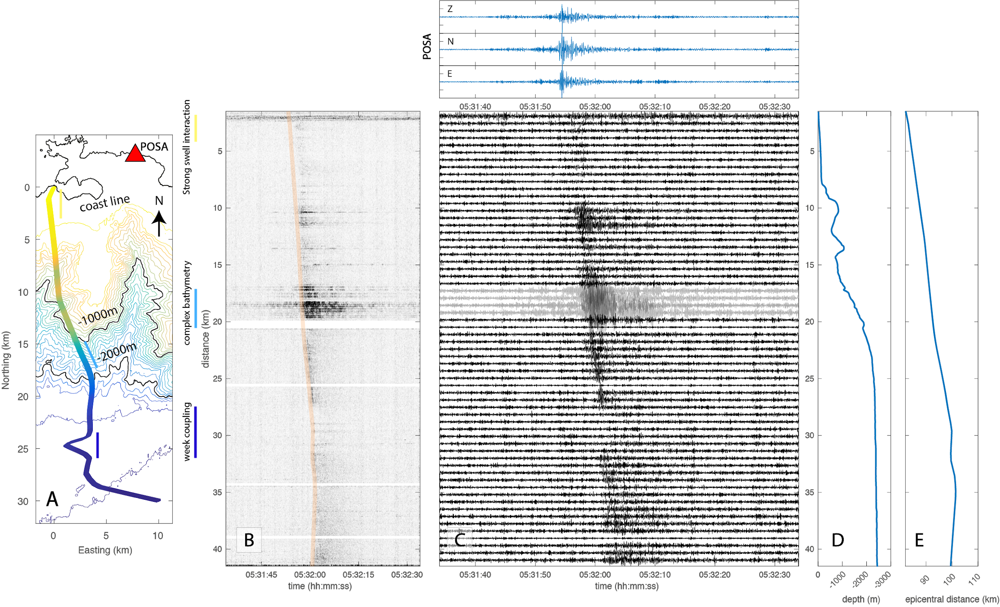 POSA
Z
N
E
05:31:40 05:31:50 05:32:00 05:32:10 05:32:20 05:32:30
POSA
coast line
N
-1000m
-2000m
A
Northing (km)
0
5
10
15
20
25
30
0 5 10
Easting (km)
Strong swell interaction
complex bathymetry
week coupling
distance (km)
5
10
15
20
25
30
35
40
B
05:31:45 05:32:00 05:32:15 05:32:30
time (hh:mm:ss)
C
05:31:40 05:31:50 05:32:00 05:32:10 05:32:20 05:32:30
time (hh:mm:ss)
5
10
15
20
25
30
35
40
D
0 -1000 -2000 -3000
depth (m)
E
90 100 110
epicentral distance (km)